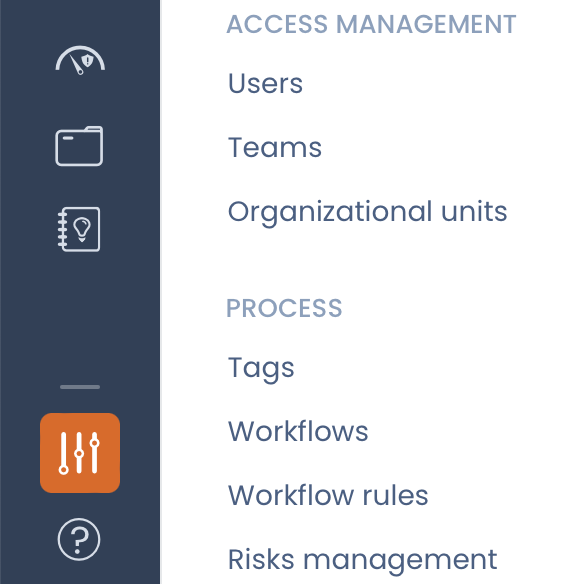 ACCESS MANAGEMENT
Users
Teams
Organizational units
PROCESS
Tags
Workflows
Workflow rules
Risks management